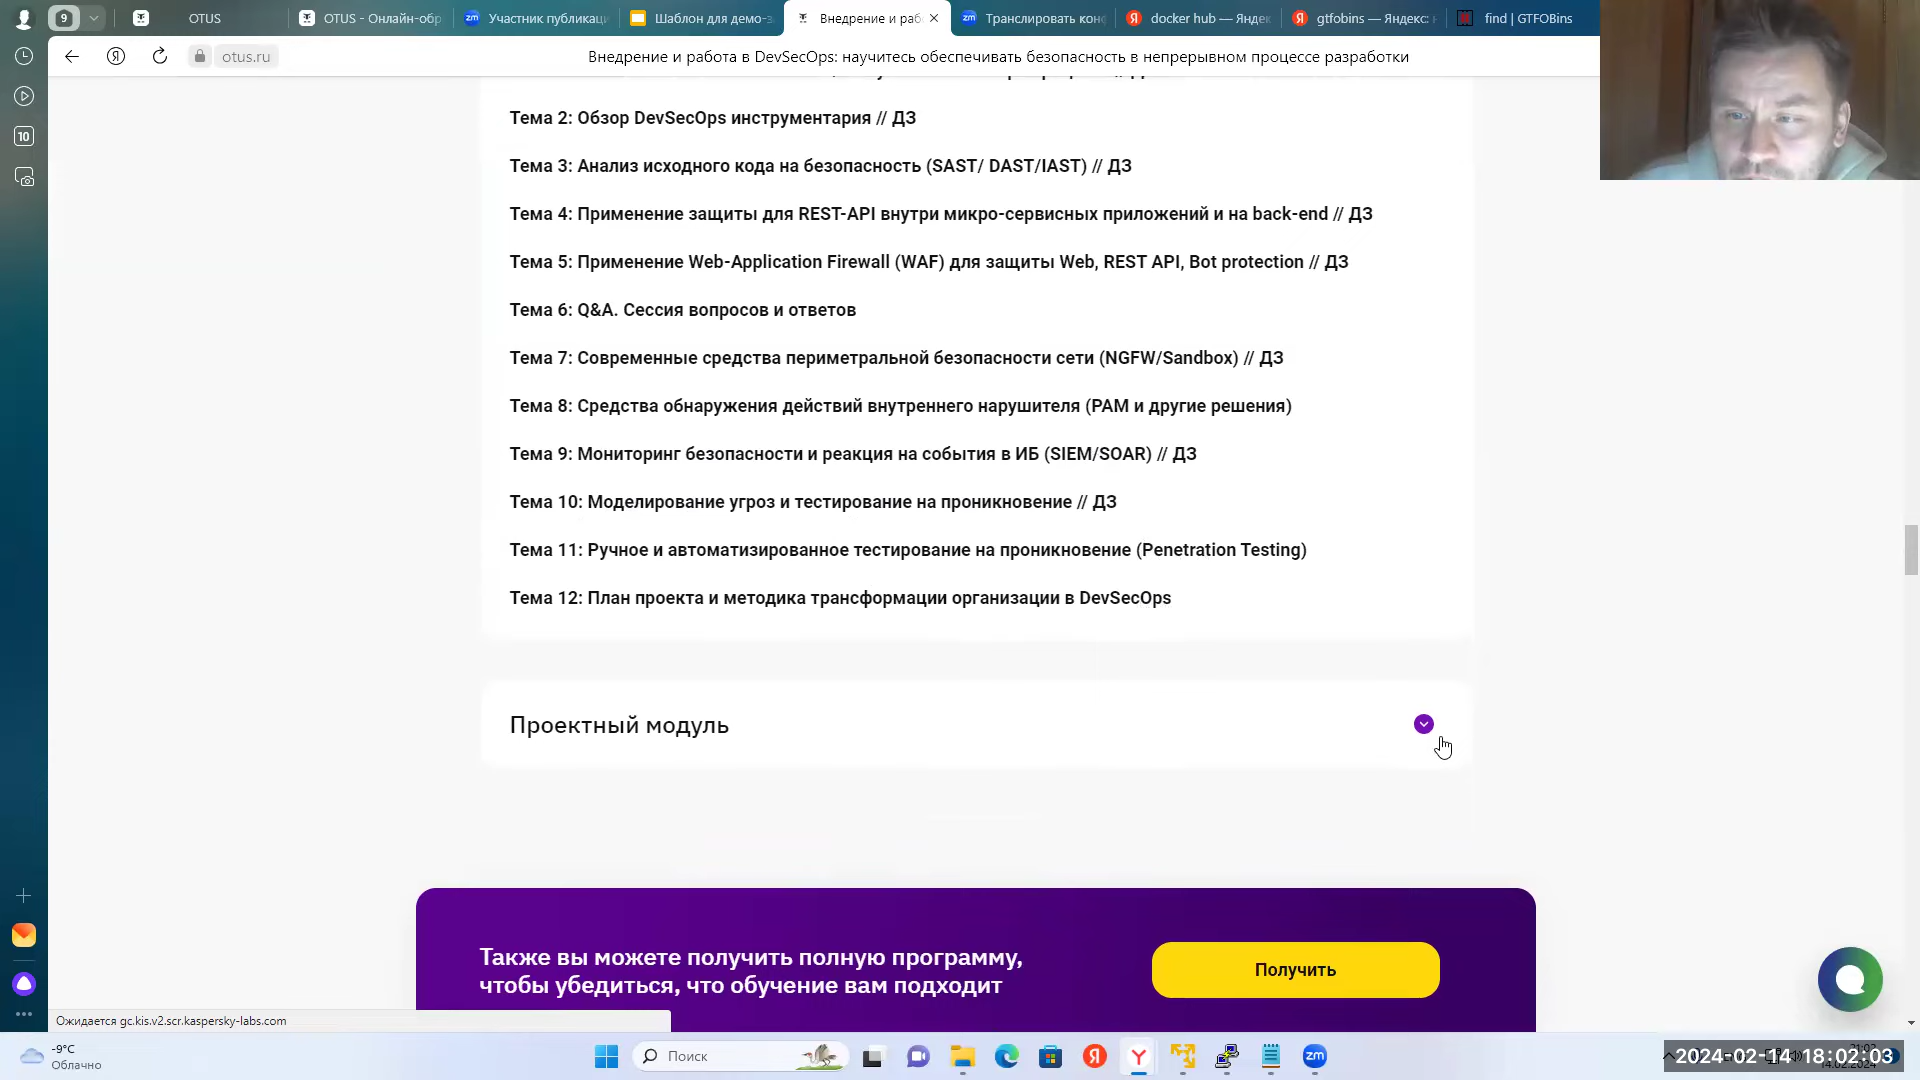 9
OTUS
OTUS - Онлайн-обр
Участник публикаци
Шаблон для демо-з
Внедрение и раб
Транслировать кон
docker hub — Яндек
gtfobins — Яндекс: н
find | GTFOBins
otus.ru
Внедрение и работа в DevSecOps: научитесь обеспечивать безопасность в непрерывном процессе разработки
10
Тема 2: Обзор DevSecOps инструментария // ДЗ
Тема 3: Анализ исходного кода на безопасность (SAST/ DAST/IAST) // ДЗ
Тема 4: Применение защиты для REST-API внутри микро-сервисных приложений и на back-end // ДЗ
Тема 5: Применение Web-Application Firewall (WAF) для защиты Web, REST API, Bot protection // ДЗ
Тема 6: Q&A. Сессия вопросов и ответов
Тема 7: Современные средства периметральной безопасности сети (NGFW/Sandbox) // ДЗ
Тема 8: Средства обнаружения действий внутреннего нарушителя (PAM и другие решения)
Тема 9: Мониторинг безопасности и реакция на события в ИБ (SIEM/SOAR) // ДЗ
Тема 10: Моделирование угроз и тестирование на проникновение // ДЗ
Тема 11: Ручное и автоматизированное тестирование на проникновение (Penetration Testing)
Тема 12: План проекта и методика трансформации организации в DevSecOps
Проектный модуль
Также вы можете получить полную программу,
чтобы убедиться, что обучение вам подходит
Получить
Ожидается gc.kis.v2.scr.kaspersky-labs.com
-9°C
Облачно
Поиск
2024-02-14 18:02:03